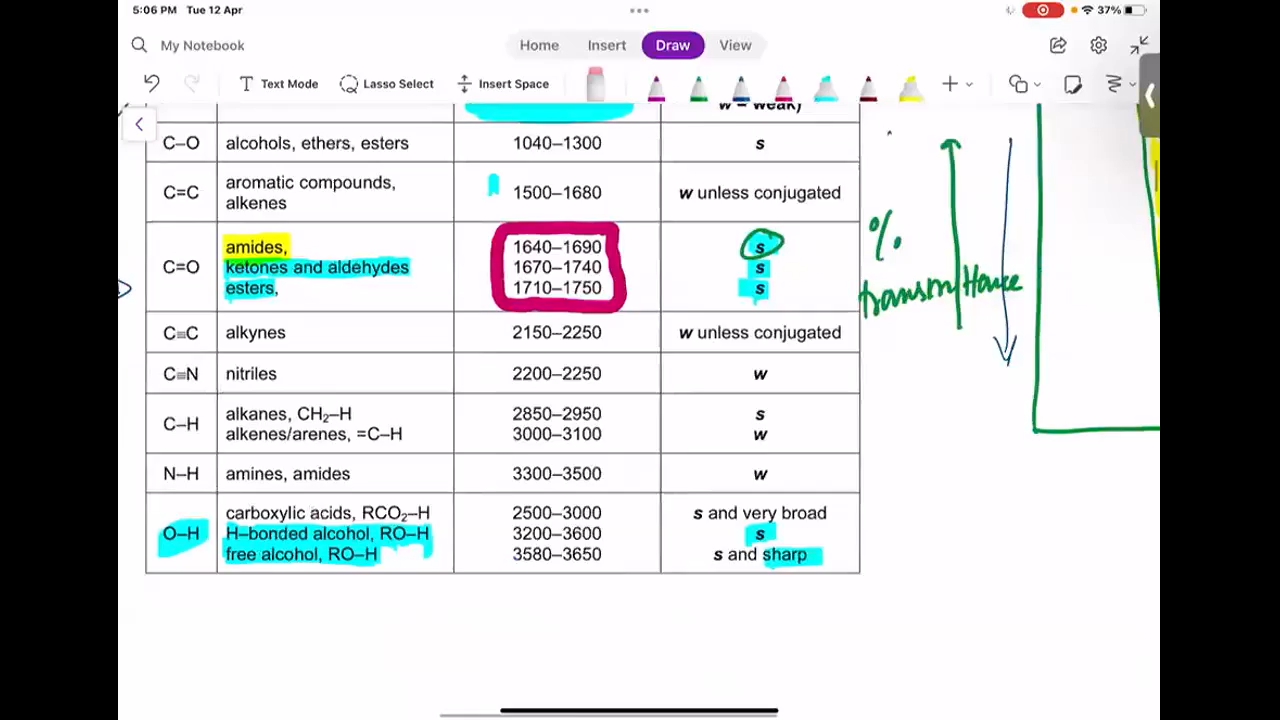 5:06 PM Tue 12 Apr
37%
My Notebook
Home Insert Draw View
Text Mode Lasso Select Insert Space
w = weak)
C–O alcohols, ethers, esters 1040–1300 s
C=C aromatic compounds, alkenes 1500–1680 w unless conjugated
C=O amides, 1640–1690 s
ketones and aldehydes 1670–1740 s
esters, 1710–1750 s
C≡C alkynes 2150–2250 w unless conjugated
C≡N nitriles 2200–2250 w
C–H alkanes, CH₂–H 2850–2950 s
alkenes/arenes, =C–H 3000–3100 w
N–H amines, amides 3300–3500 w
O–H carboxylic acids, RCO₂–H 2500–3000 s and very broad
H–bonded alcohol, RO–H 3200–3600 s
free alcohol, RO–H 3580–3650 s and sharp
%
transmittance